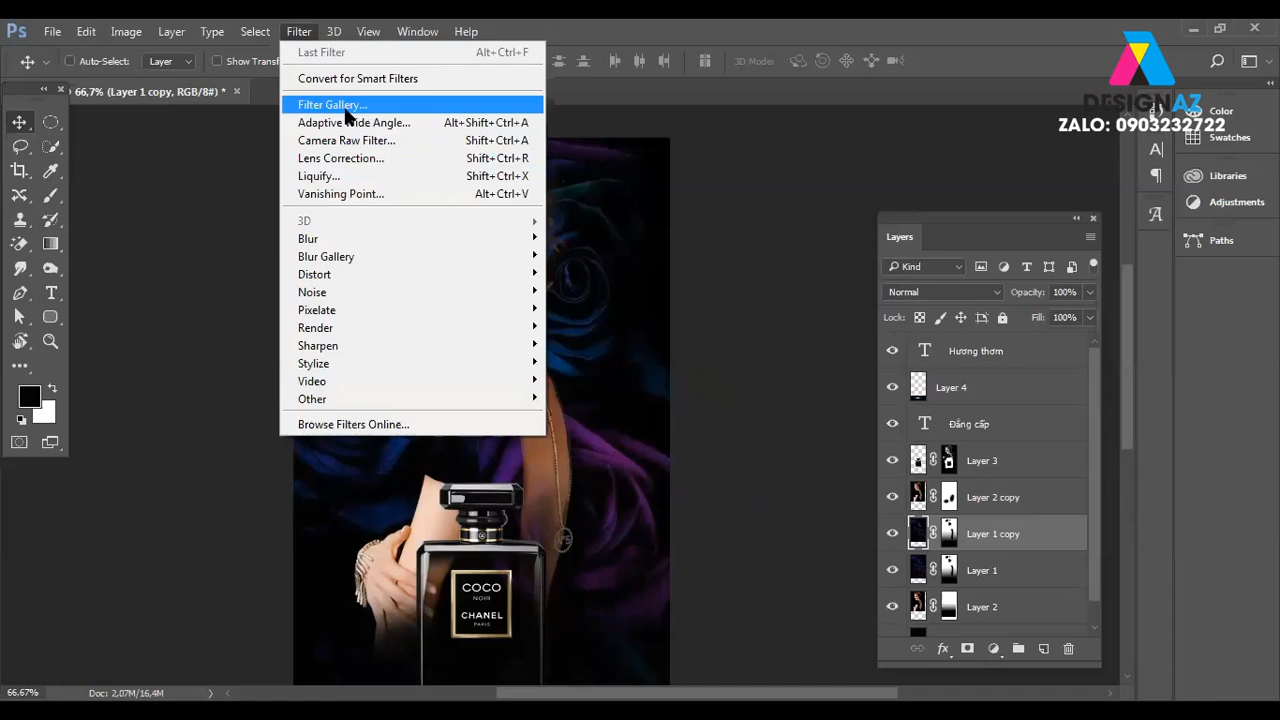 Ps File Edit Image Layer Type Select Filter 3D View Window Help
Auto-Select: Layer Show Transf 3D Mode:
DESIGNAZ
ZALO: 0903232722
66,7% (Layer 1 copy, RGB/8#) *
Last Filter Alt+Ctrl+F
Convert for Smart Filters
Filter Gallery...
Adaptive Wide Angle... Alt+Shift+Ctrl+A
Camera Raw Filter... Shift+Ctrl+A
Lens Correction... Shift+Ctrl+R
Liquify... Shift+Ctrl+X
Vanishing Point... Alt+Ctrl+V
3D
Blur
Blur Gallery
Distort
Noise
Pixelate
Render
Sharpen
Stylize
Video
Other
Browse Filters Online...
Color
Swatches
Libraries
Adjustments
Paths
Layers
Kind
Normal Opacity: 100%
Lock: Fill: 100%
Hương thơm
Layer 4
Đẳng cấp
Layer 3
Layer 2 copy
Layer 1 copy
Layer 1
Layer 2
fx
N°5
COCO
NOIR
CHANEL
PARIS
66,67% Doc: 2,07M/16,4M